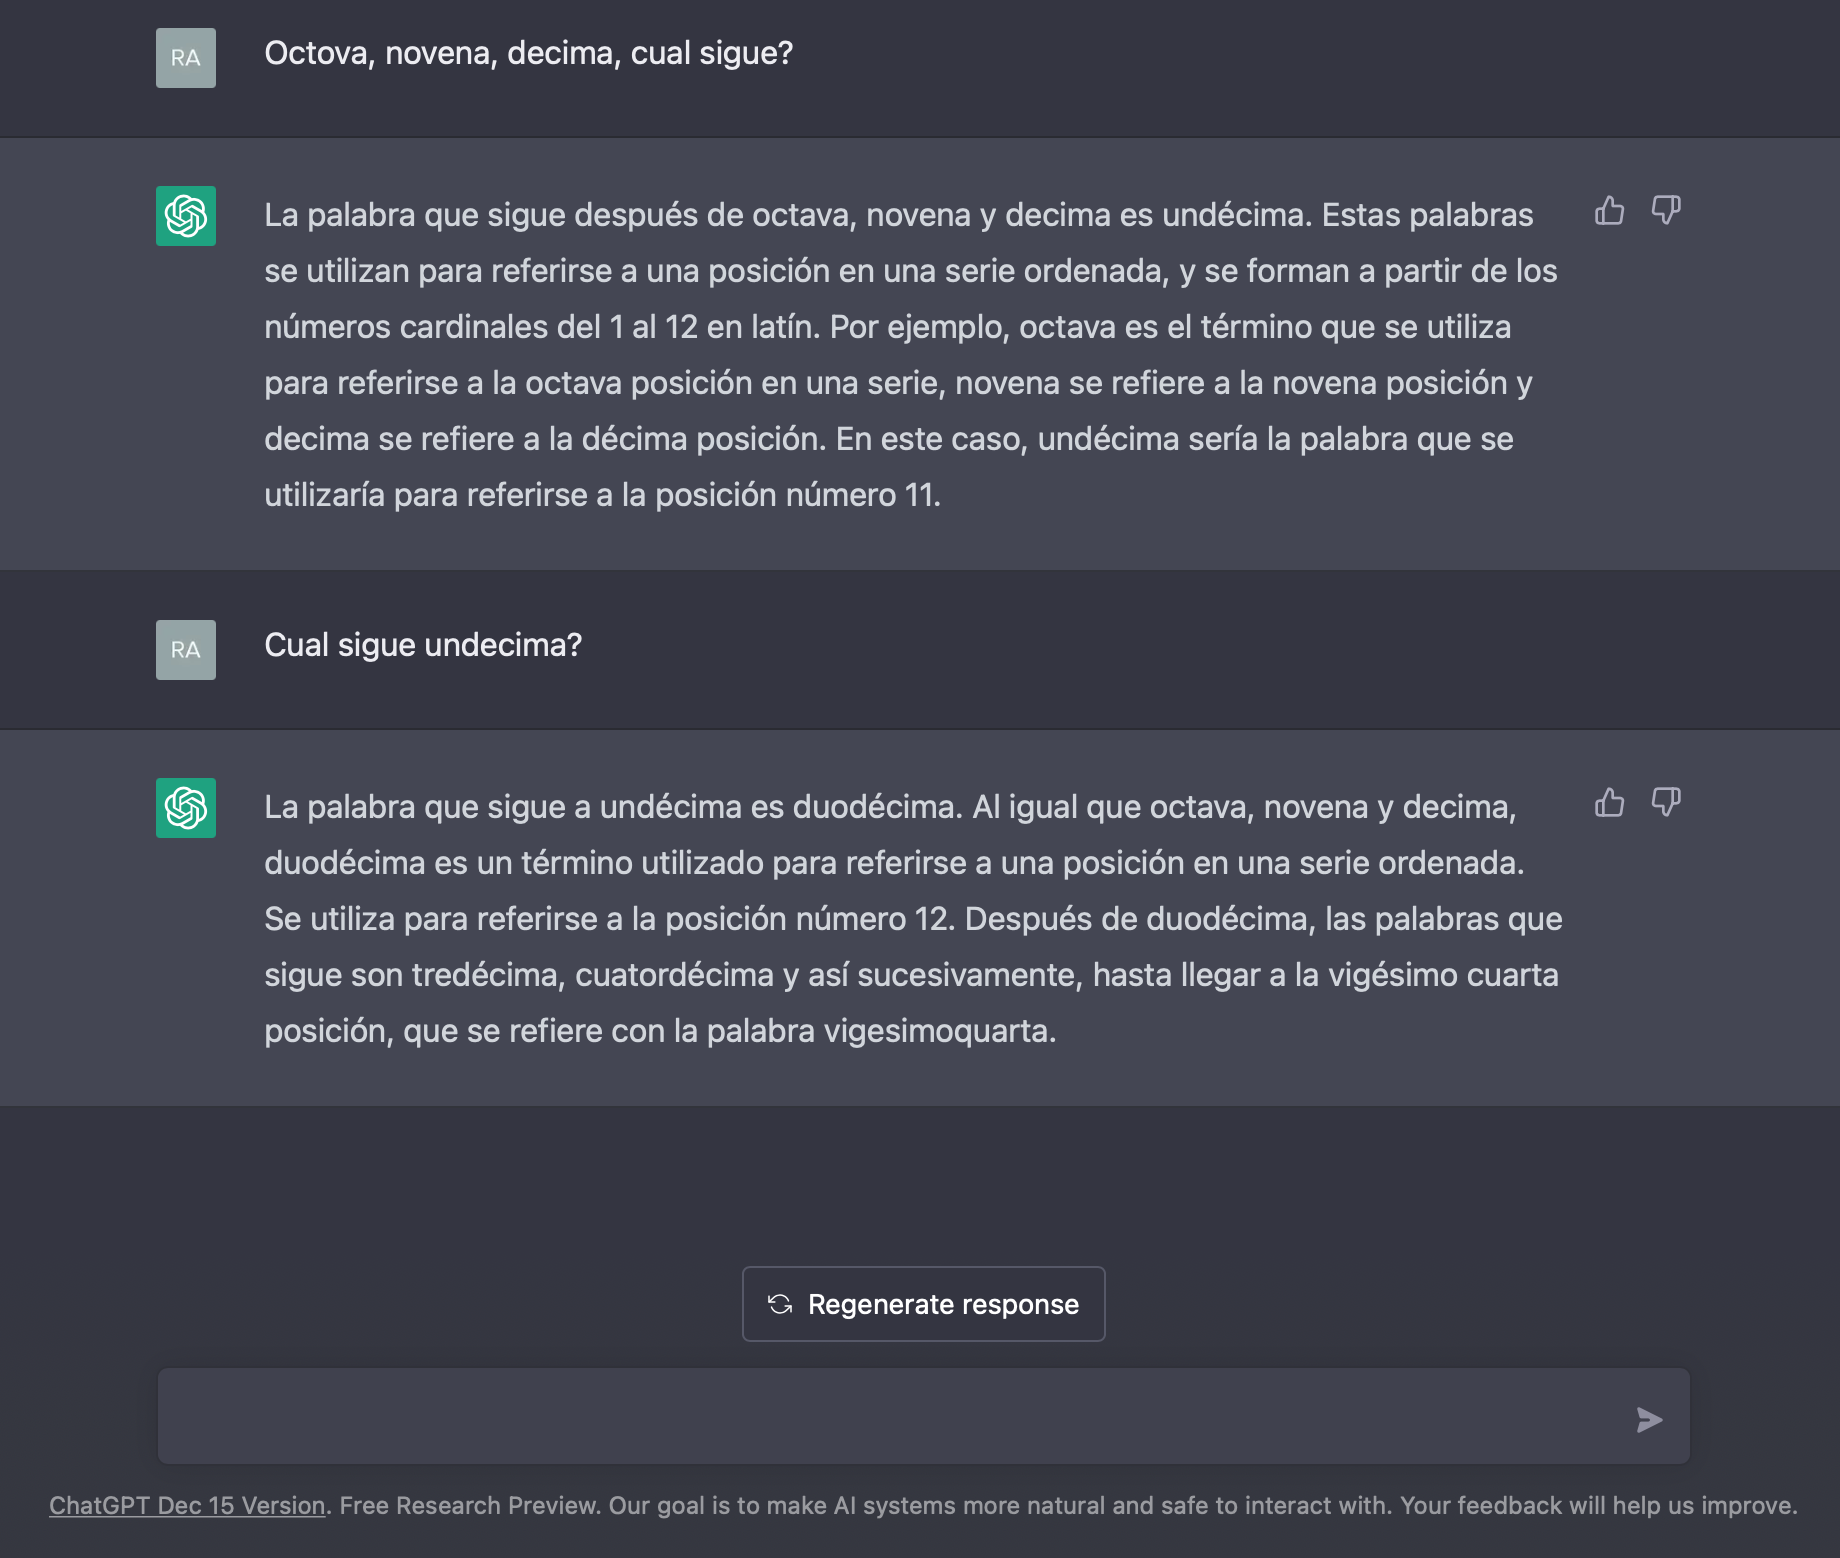 RA
Octova, novena, decima, cual sigue?
La palabra que sigue después de octava, novena y decima es undécima. Estas palabras
se utilizan para referirse a una posición en una serie ordenada, y se forman a partir de los
números cardinales del 1 al 12 en latín. Por ejemplo, octava es el término que se utiliza
para referirse a la octava posición en una serie, novena se refiere a la novena posición y
decima se refiere a la décima posición. En este caso, undécima sería la palabra que se
utilizaría para referirse a la posición número 11.
RA
Cual sigue undecima?
La palabra que sigue a undécima es duodécima. Al igual que octava, novena y decima,
duodécima es un término utilizado para referirse a una posición en una serie ordenada.
Se utiliza para referirse a la posición número 12. Después de duodécima, las palabras que
sigue son tredécima, cuatordécima y así sucesivamente, hasta llegar a la vigésimo cuarta
posición, que se refiere con la palabra vigesimoquarta.
Regenerate response
ChatGPT Dec 15 Version. Free Research Preview. Our goal is to make AI systems more natural and safe to interact with. Your feedback will help us improve.